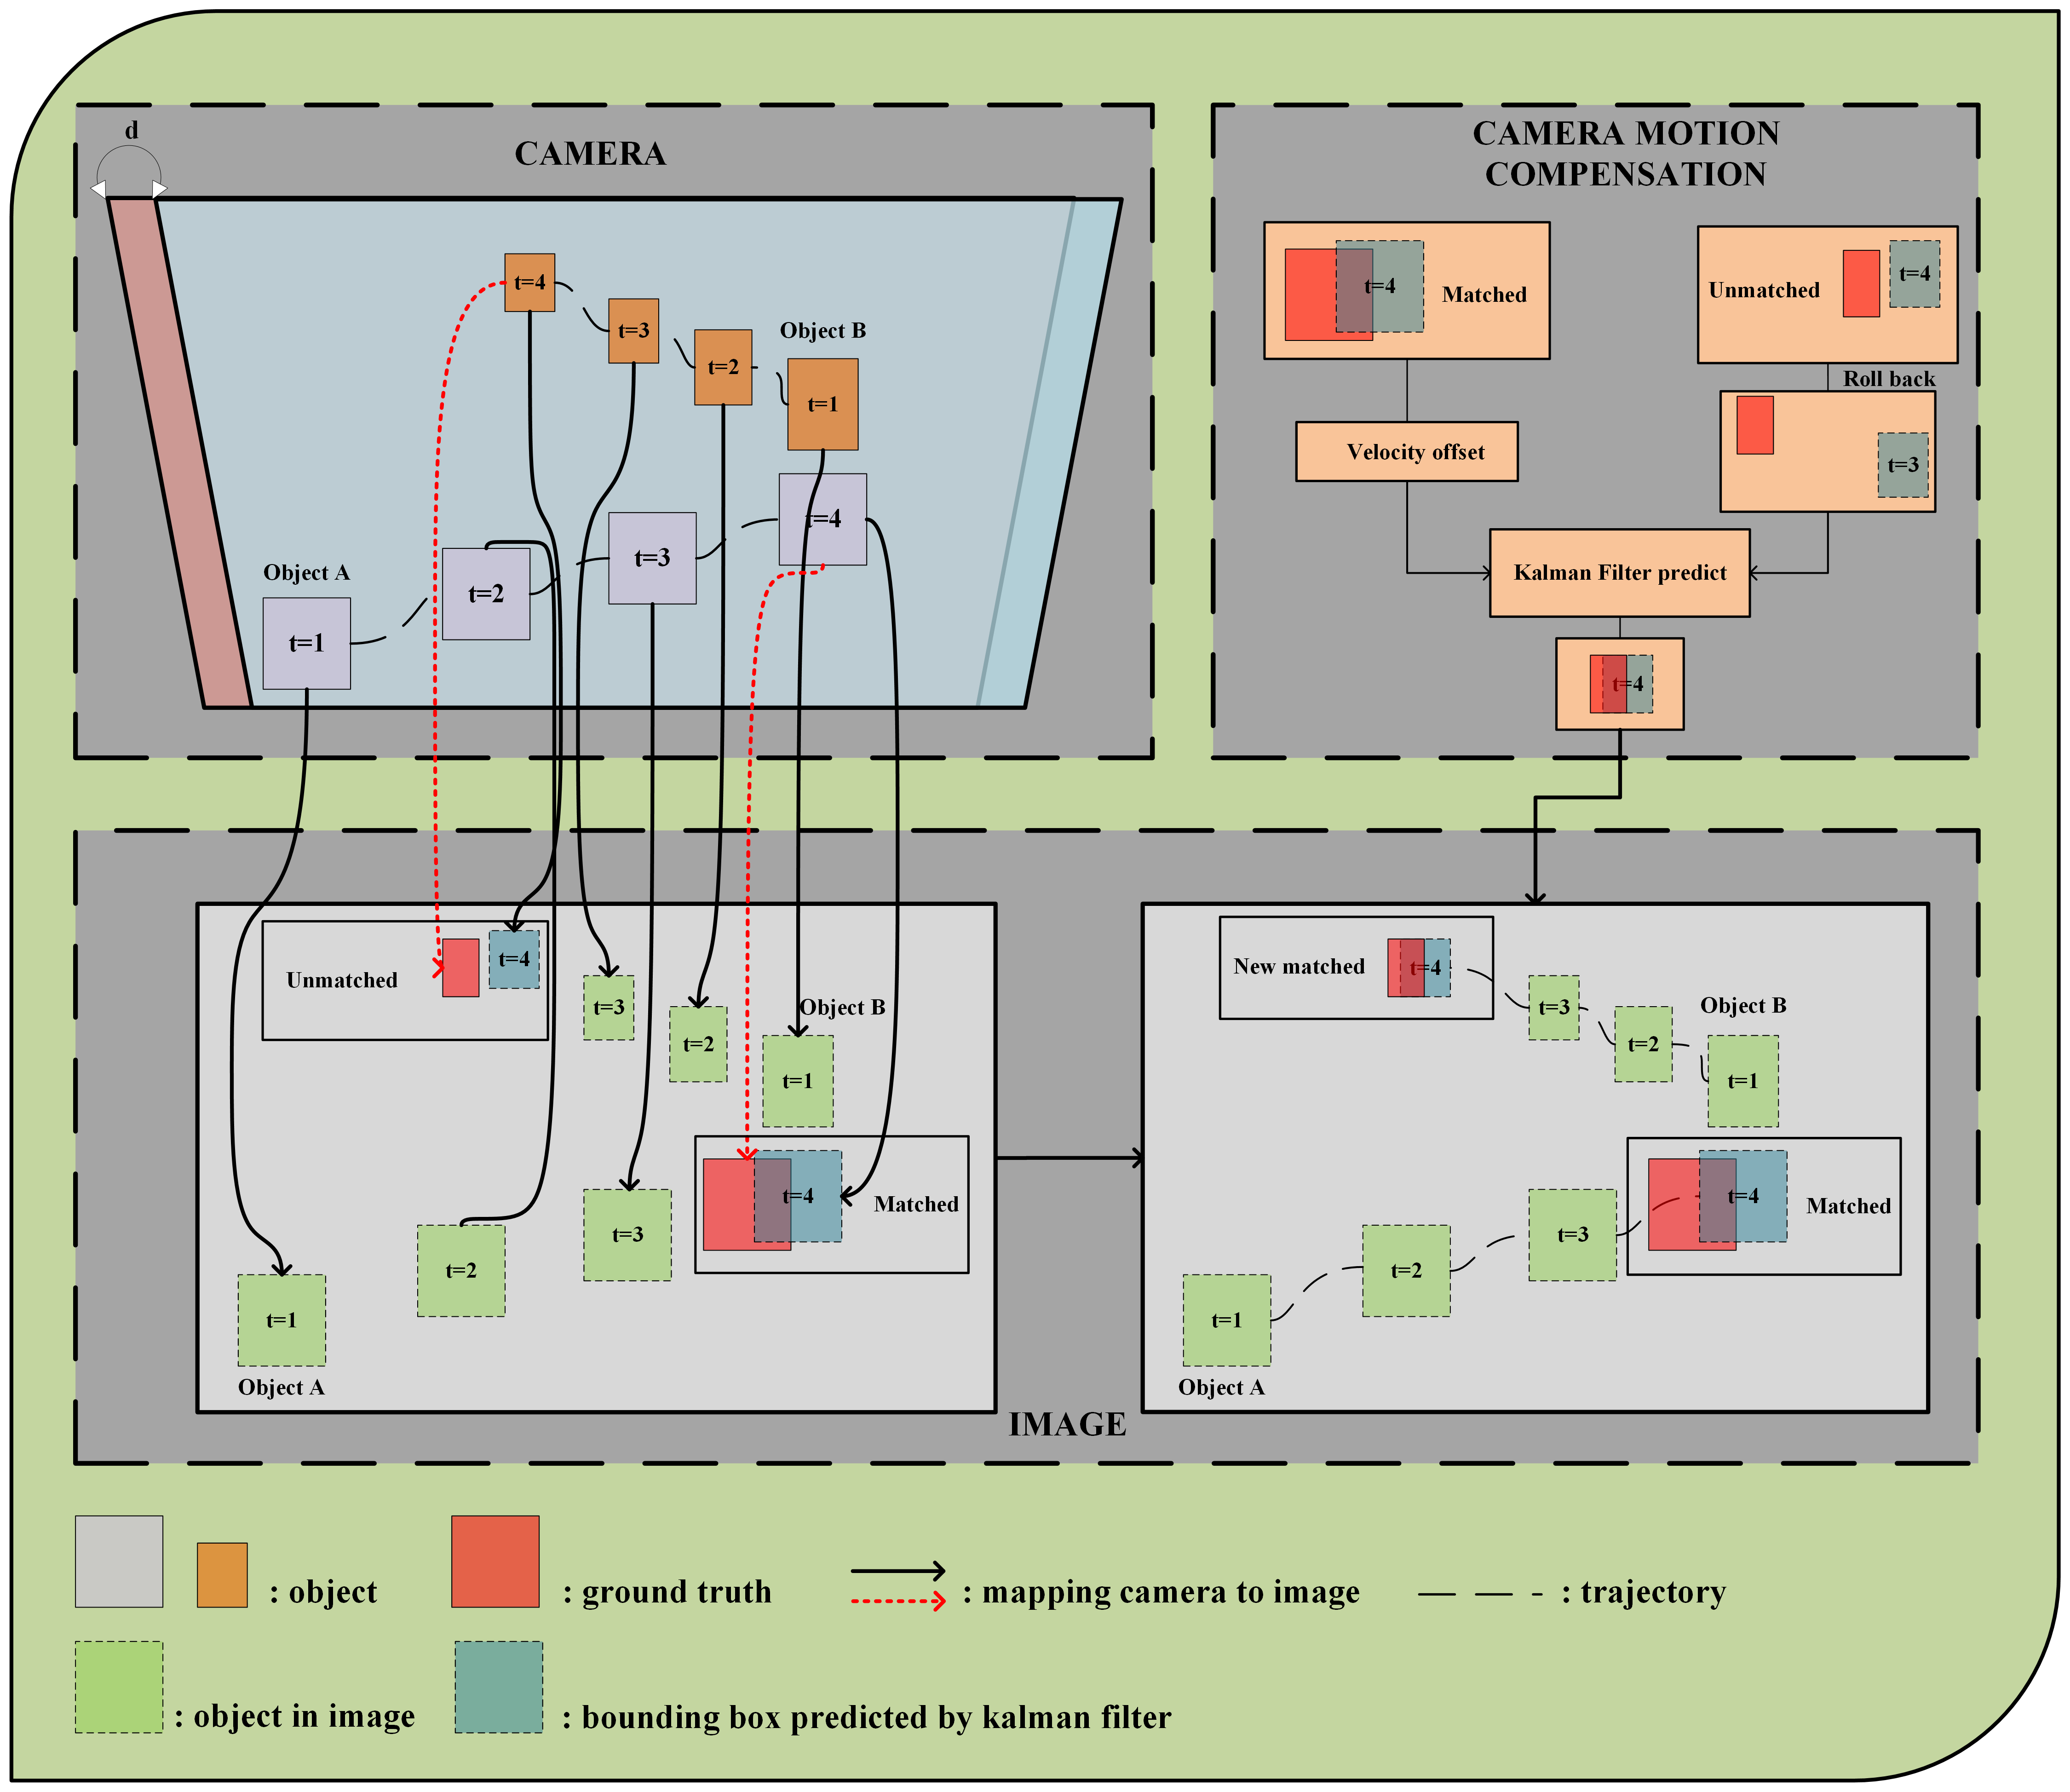 d
CAMERA
t=4
t=3
Object B
t=2
t=1
t=4
t=3
Object A
t=2
t=1
CAMERA MOTION
COMPENSATION
t=4
Matched
Unmatched
t=4
Roll back
Velocity offset
t=3
Kalman Filter predict
t=4
Unmatched
t=4
t=3
Object B
t=2
t=1
t=4
Matched
t=3
t=2
t=1
Object A
New matched
t=4
t=3
Object B
t=2
t=1
t=4
Matched
t=3
t=2
t=1
Object A
IMAGE
: object
: ground truth
: mapping camera to image
: trajectory
: object in image
: bounding box predicted by kalman filter